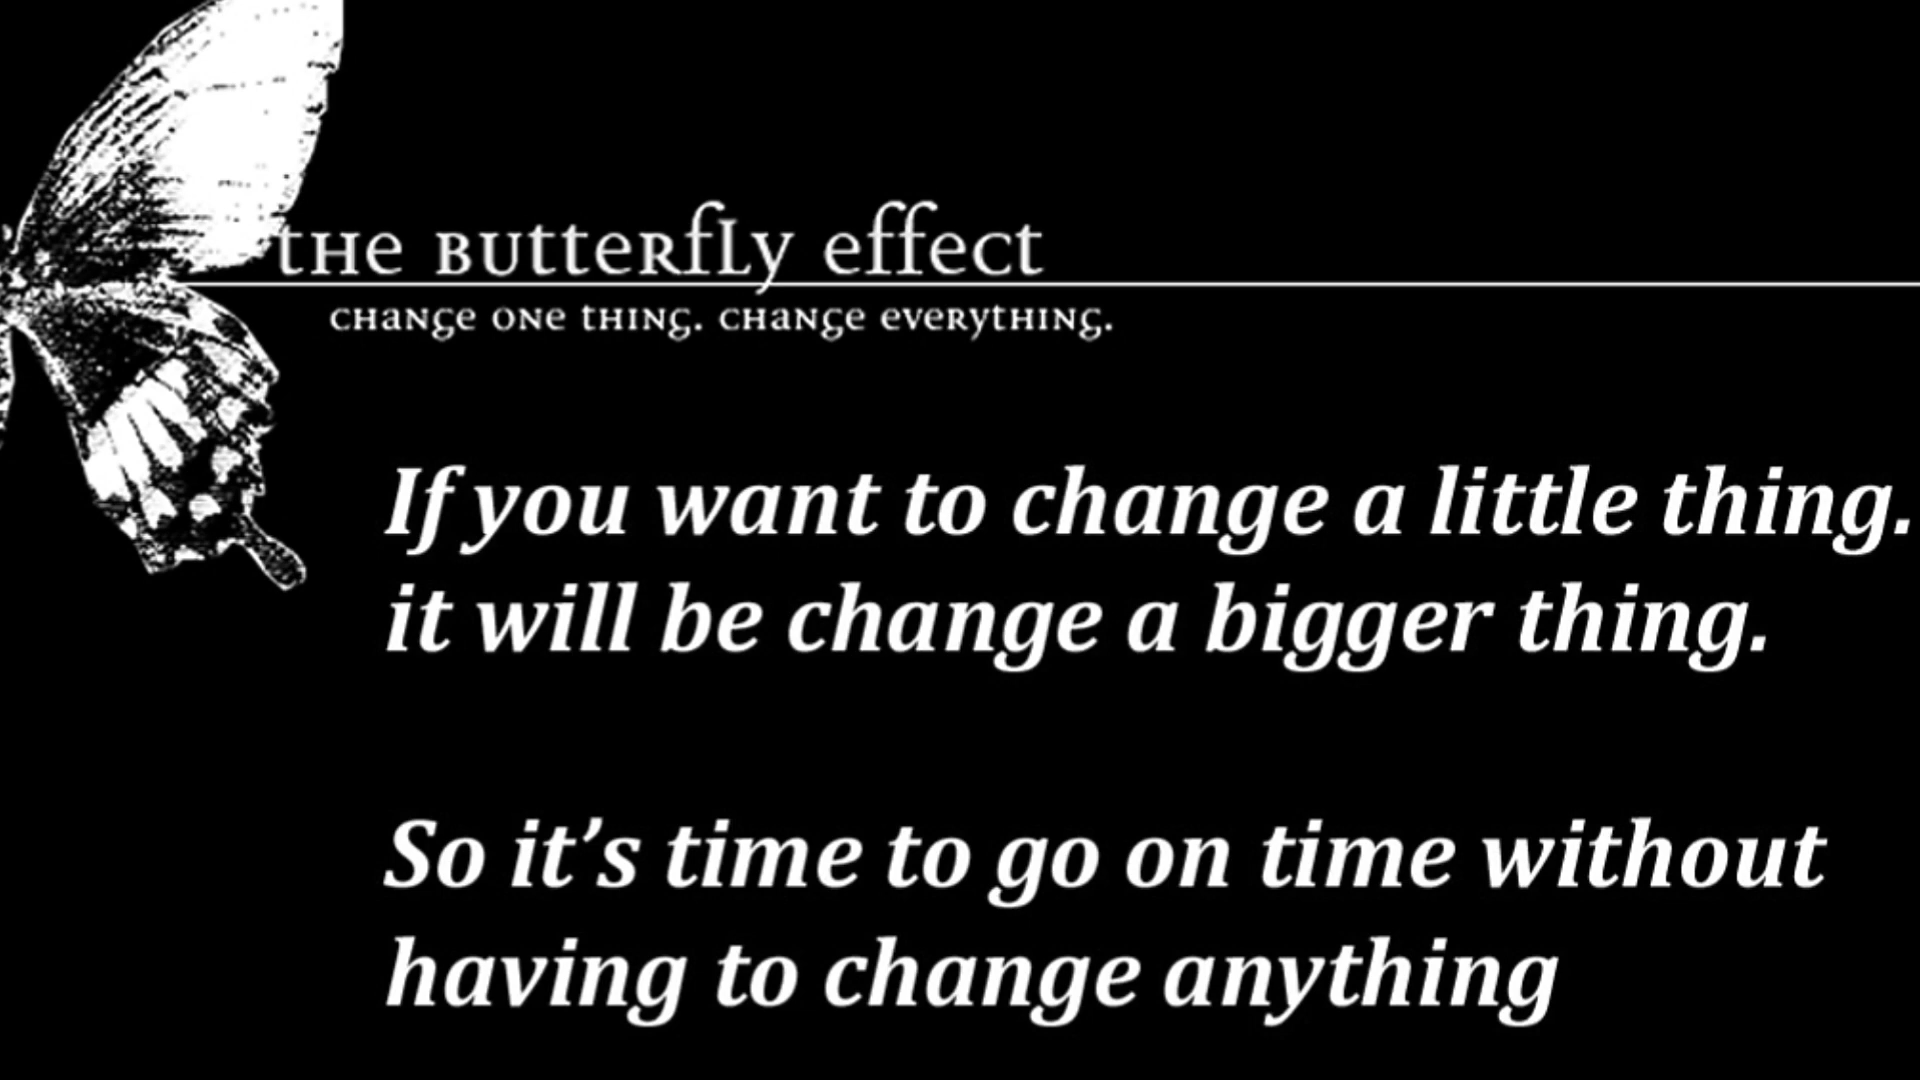 the Butterfly effect
change one thing. change everything.
If you want to change a little thing.
it will be change a bigger thing.
So it’s time to go on time without
having to change anything